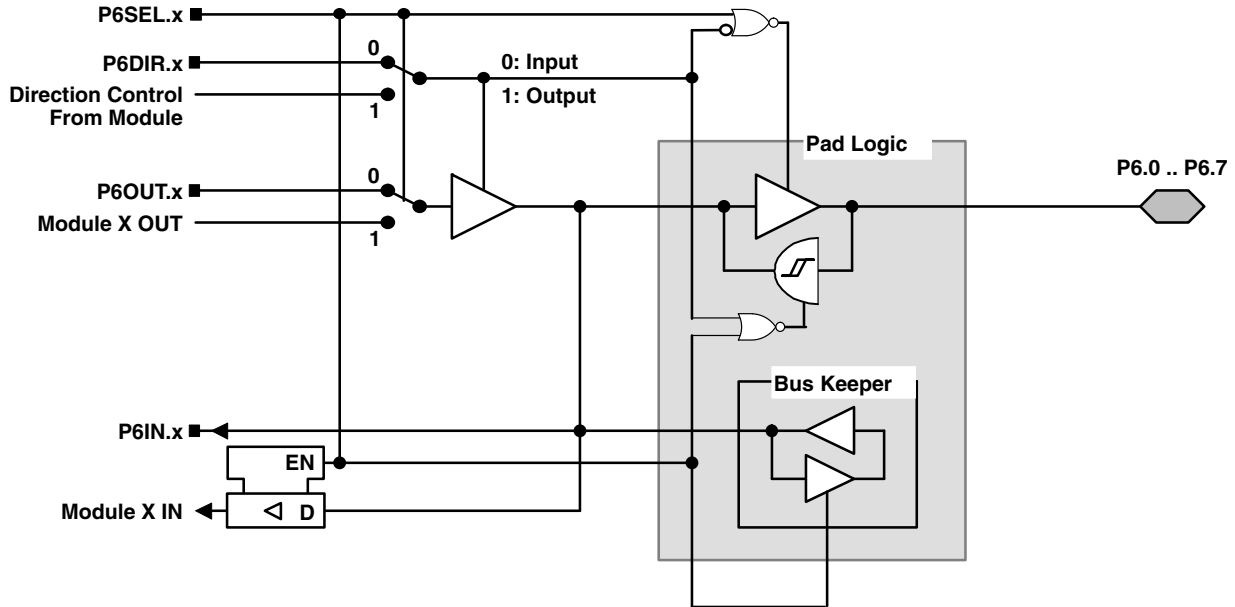 P6SEL.x
P6DIR.x
0
0: Input
Direction Control
From Module
1
1: Output
Pad Logic
P6.0 .. P6.7
P6OUT.x
0
Module X OUT
1
Bus Keeper
P6IN.x
EN
Module X IN
D